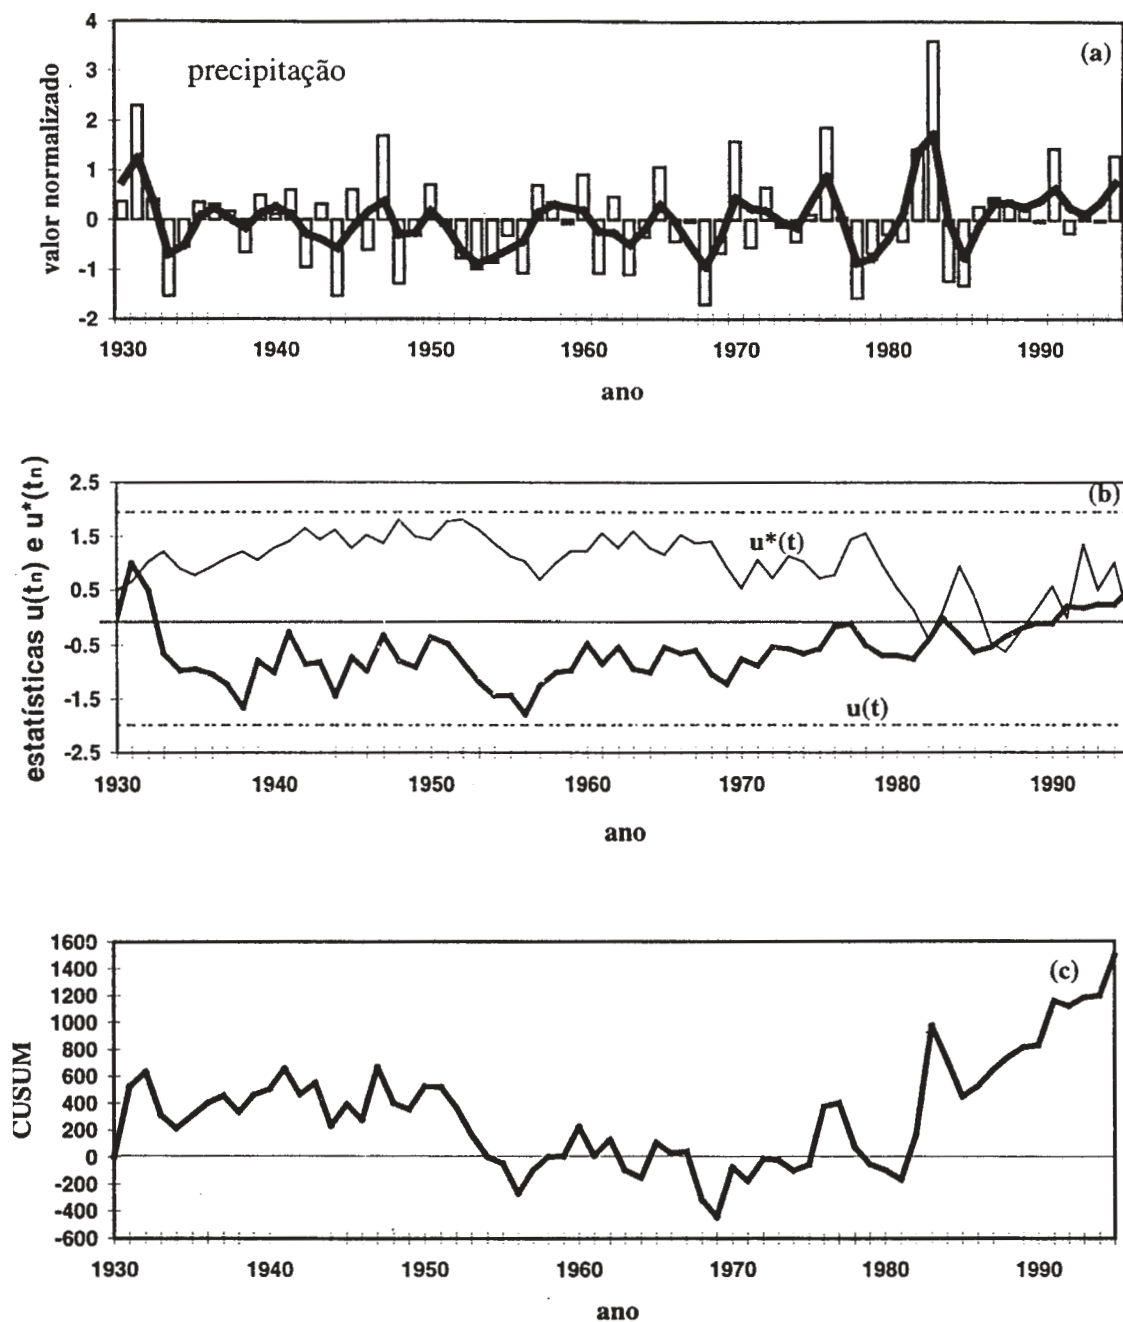 4
3
2
1
0
-1
-2
valor normalizado
precipitação
(a)
1930 1940 1950 1960 1970 1980 1990
ano
2.5
1.5
0.5
-0.5
-1.5
-2.5
estatísticas u(tn) e u*(tn)
(b)
u*(t)
u(t)
1930 1940 1950 1960 1970 1980 1990
ano
1600
1400
1200
1000
800
600
400
200
0
-200
-400
-600
CUSUM
(c)
1930 1940 1950 1960 1970 1980 1990
ano